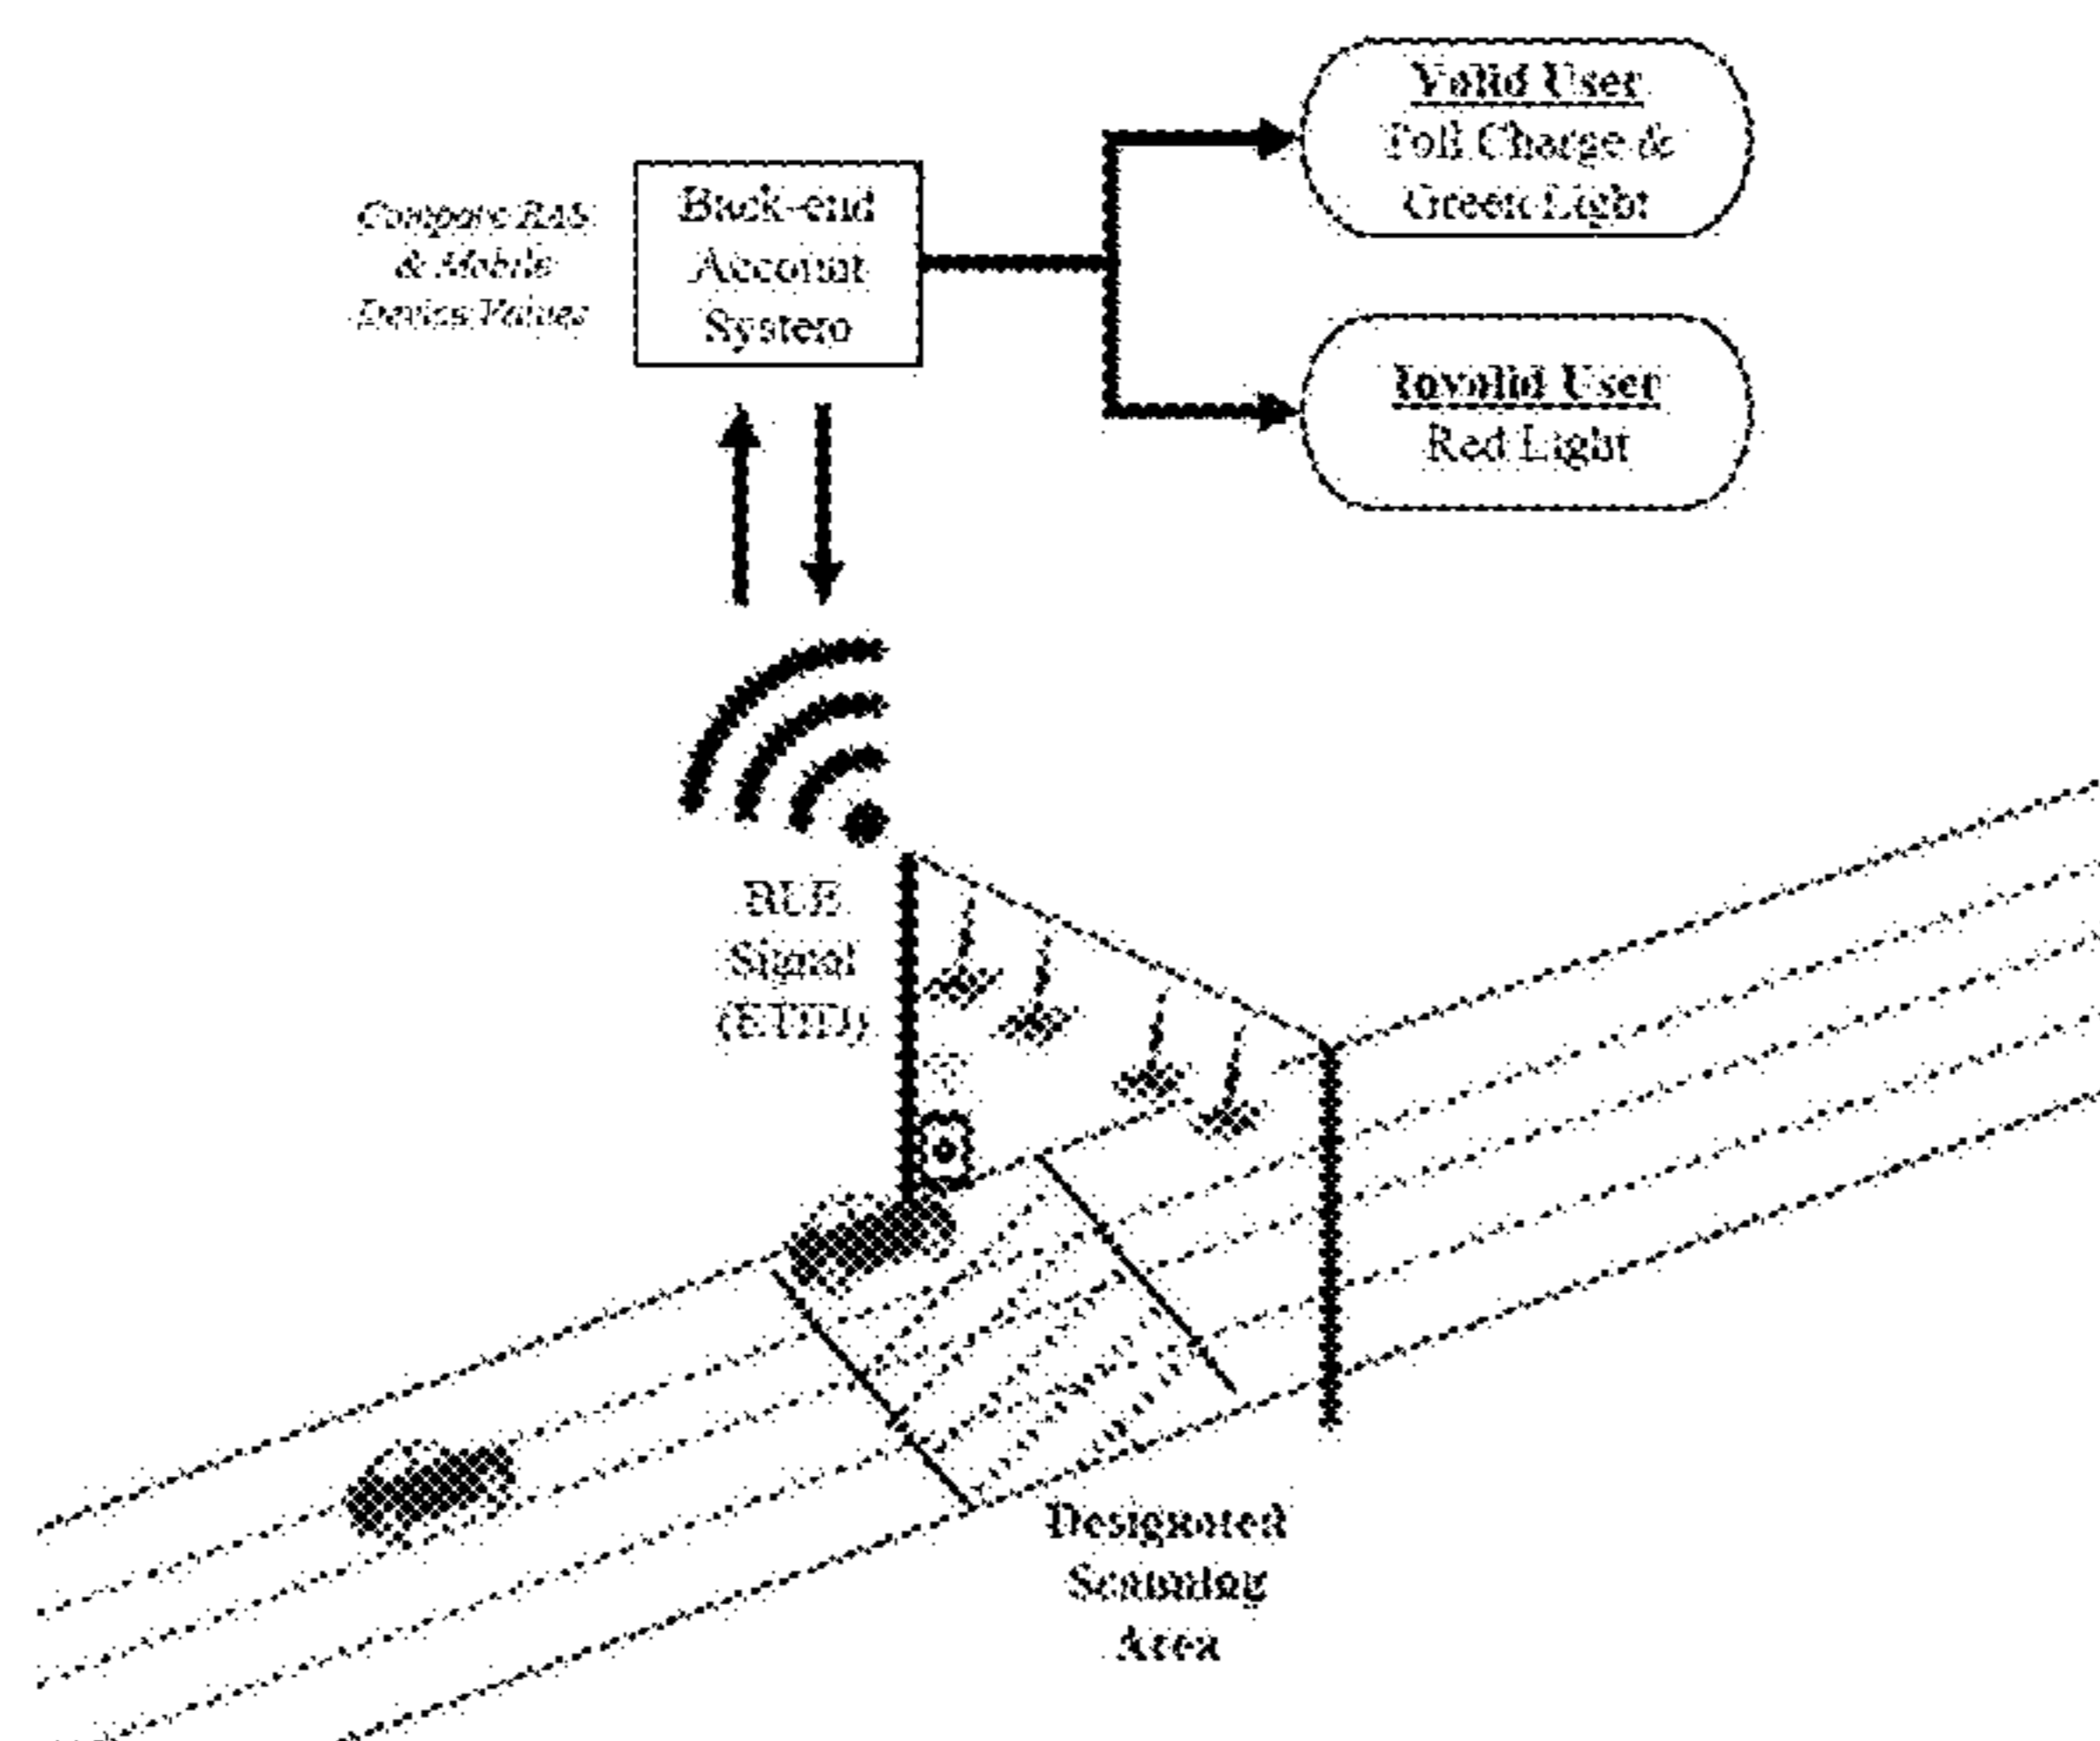 Valid User
Toll Charge &
Green Light
Back-end
Account
System
Compare RAS
& Mobile
Device Values
Invalid User
Red Light
BLE
Signal
Designated
Scanning
Area